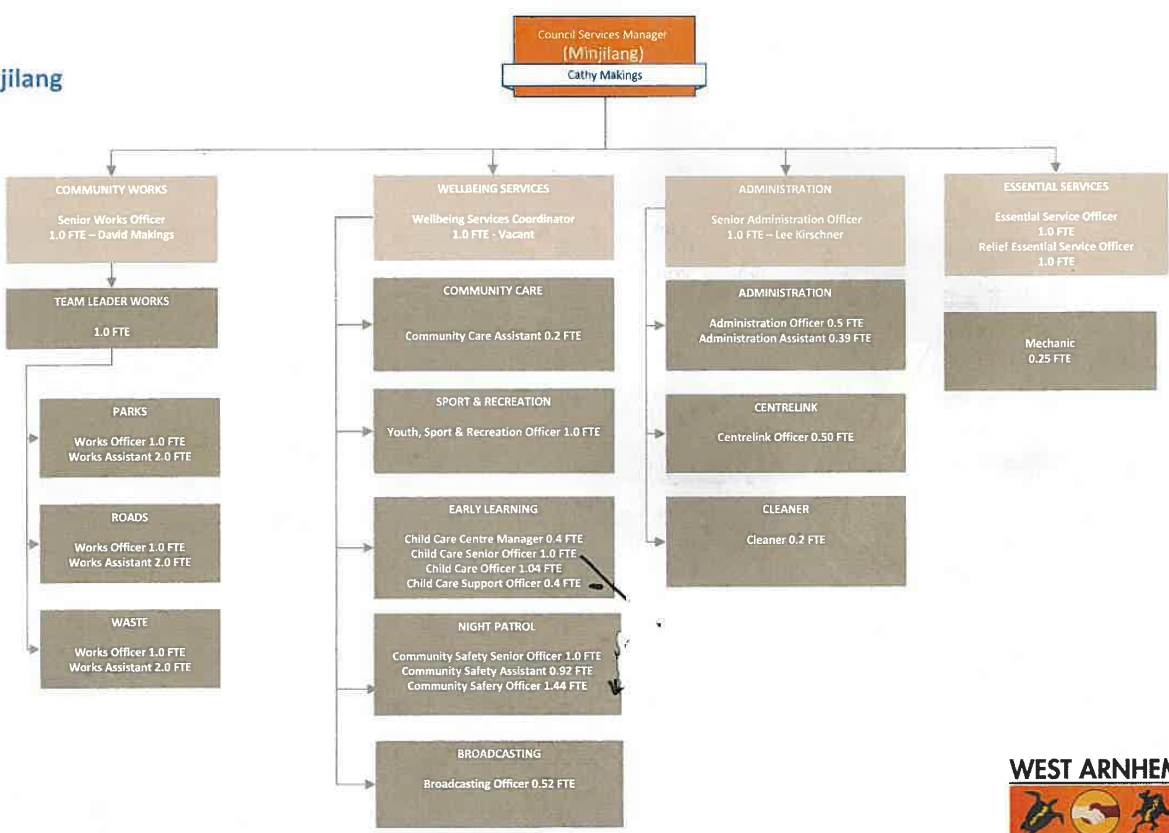 jilang
Council Services Manager
(Minjilang)
Cathy Makings
COMMUNITY WORKS
Senior Works Officer
1.0 FTE – David Makings
TEAM LEADER WORKS
1.0 FTE
PARKS
Works Officer 1.0 FTE
Works Assistant 2.0 FTE
ROADS
Works Officer 1.0 FTE
Works Assistant 2.0 FTE
WASTE
Works Officer 1.0 FTE
Works Assistant 2.0 FTE
WELLBEING SERVICES
Wellbeing Services Coordinator
1.0 FTE - Vacant
COMMUNITY CARE
Community Care Assistant 0.2 FTE
SPORT & RECREATION
Youth, Sport & Recreation Officer 1.0 FTE
EARLY LEARNING
Child Care Centre Manager 0.4 FTE
Child Care Senior Officer 1.0 FTE
Child Care Officer 1.04 FTE
Child Care Support Officer 0.4 FTE
NIGHT PATROL
Community Safety Senior Officer 1.0 FTE
Community Safety Assistant 0.92 FTE
Community Safery Officer 1.44 FTE
BROADCASTING
Broadcasting Officer 0.52 FTE
ADMINISTRATION
Senior Administration Officer
1.0 FTE – Lee Kirschner
ADMINISTRATION
Administration Officer 0.5 FTE
Administration Assistant 0.39 FTE
CENTRELINK
Centrelink Officer 0.50 FTE
CLEANER
Cleaner 0.2 FTE
ESSENTIAL SERVICES
Essential Service Officer
1.0 FTE
Relief Essential Service Officer
1.0 FTE
Mechanic
0.25 FTE
WEST ARNHEM